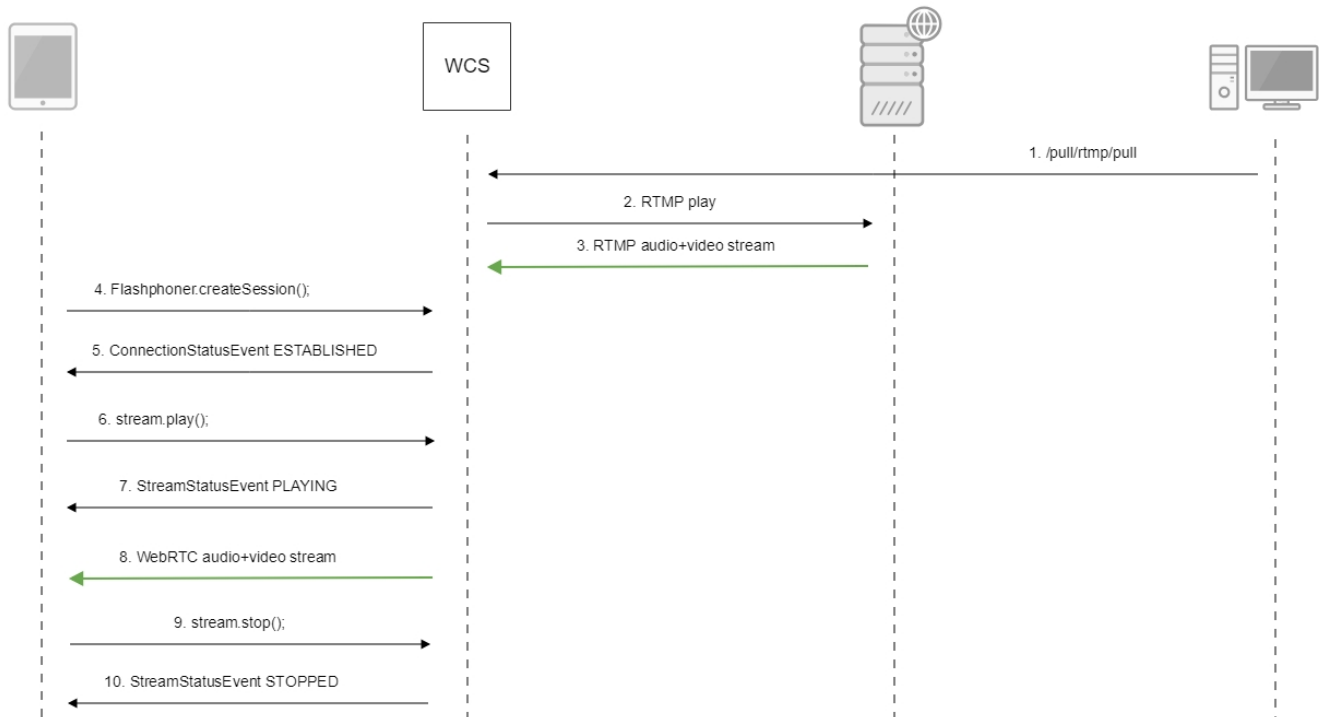 WCS
1. /pull/rtmp/pull
2. RTMP play
3. RTMP audio+video stream
4. Flashphoner.createSession();
5. ConnectionStatusEvent ESTABLISHED
6. stream.play();
7. StreamStatusEvent PLAYING
8. WebRTC audio+video stream
9. stream.stop();
10. StreamStatusEvent STOPPED